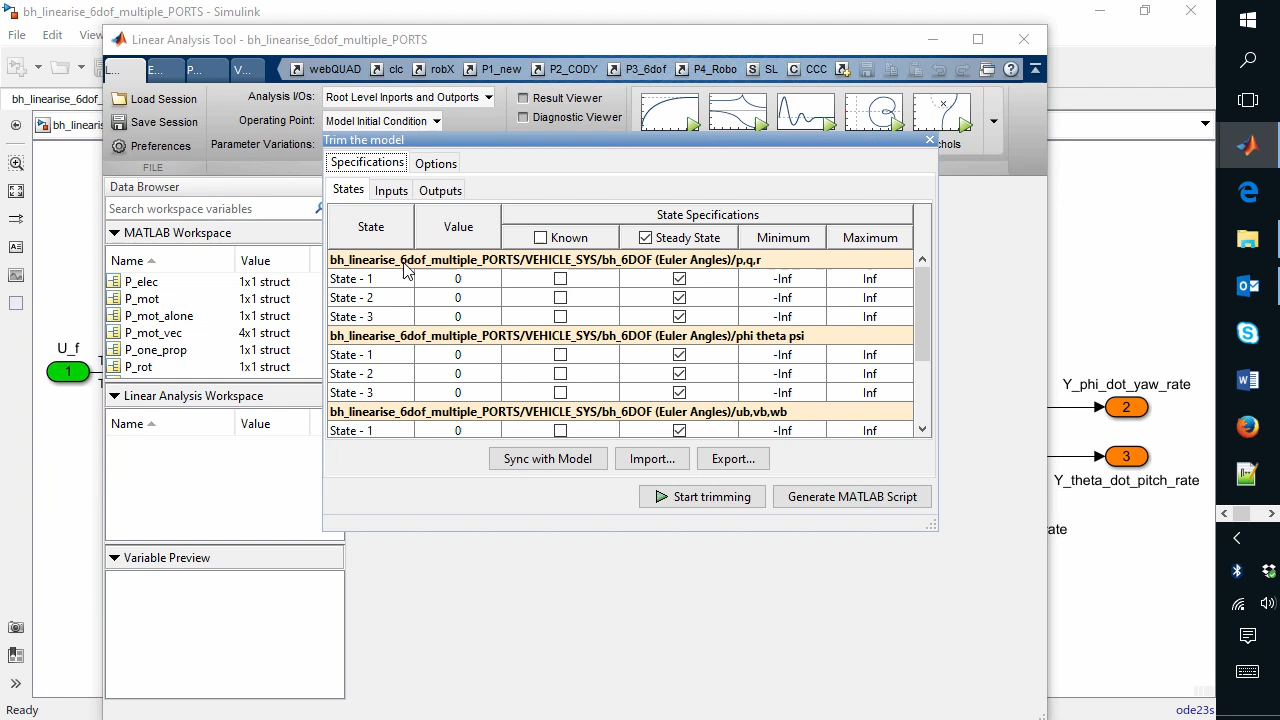 bh_linearise_6dof_multiple_PORTS - Simulink
File Edit View
Linear Analysis Tool - bh_linearise_6dof_multiple_PORTS
L... E... P... V... webQUAD clc robX P1_new P2_CODY P3_6dof P4_Robo S SL C CCC
Load Session
Save Session
Preferences
FILE
Analysis I/Os: Root Level Inports and Outports
Operating Point: Model Initial Condition
Parameter Variations:
Result Viewer
Diagnostic Viewer
bh_linearise_6dof_
bh_linearis
Trim the model
Specifications Options
States Inputs Outputs
State Value State Specifications
Known Steady State Minimum Maximum
bh_linearise_6dof_multiple_PORTS/VEHICLE_SYS/bh_6DOF (Euler Angles)/p,q,r
State - 1 0 -Inf Inf
State - 2 0 -Inf Inf
State - 3 0 -Inf Inf
bh_linearise_6dof_multiple_PORTS/VEHICLE_SYS/bh_6DOF (Euler Angles)/phi theta psi
State - 1 0 -Inf Inf
State - 2 0 -Inf Inf
State - 3 0 -Inf Inf
bh_linearise_6dof_multiple_PORTS/VEHICLE_SYS/bh_6DOF (Euler Angles)/ub,vb,wb
State - 1 0 -Inf Inf
Sync with Model Import... Export...
Start trimming Generate MATLAB Script
Data Browser
Search workspace variables
MATLAB Workspace
Name Value
P_elec 1x1 struct
P_mot 1x1 struct
P_mot_alone 1x1 struct
P_mot_vec 4x1 struct
P_one_prop 1x1 struct
P_rot 1x1 struct
Linear Analysis Workspace
Name Value
Variable Preview
U_f
1
Y_phi_dot_yaw_rate
2
3
Y_theta_dot_pitch_rate
Ready
ode23s